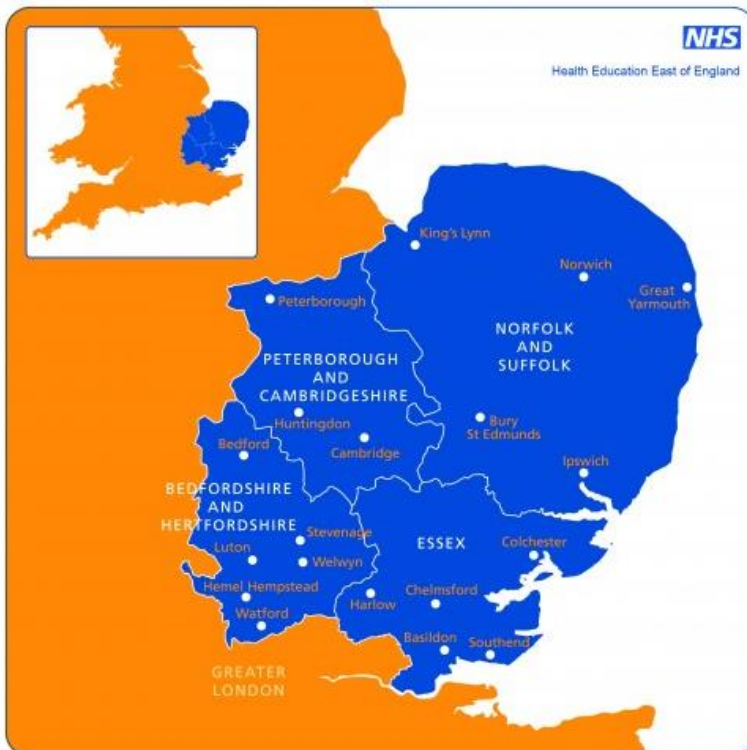 NHS
Health Education East of England
King's Lynn
Norwich
Great
Yarmouth
Peterborough
NORFOLK
AND
SUFFOLK
PETERBOROUGH
AND
CAMBRIDGESHIRE
Huntingdon
Bury
St Edmunds
Cambridge
Bedford
Ipswich
BEDFORDSHIRE
AND
HERTFORDSHIRE
Stevenage
ESSEX
Colchester
Luton
Welwyn
Hemel Hempstead
Harlow
Chelmsford
Watford
Basildon
Southend
GREATER
LONDON